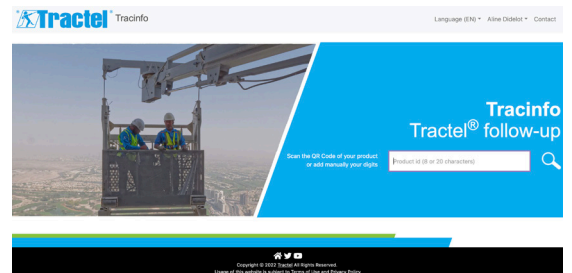 Tractel®
Tracinfo
Language (EN)
Aline Didelot
Contact
Tracinfo
Tractel® follow-up
Scan the QR Code of your product
or add manually your digits
Product id (8 or 20 characters)
Copyright © 2022 Tractel All Rights Reserved.
Usage of this website is subject to Terms of Use and Privacy Policy.